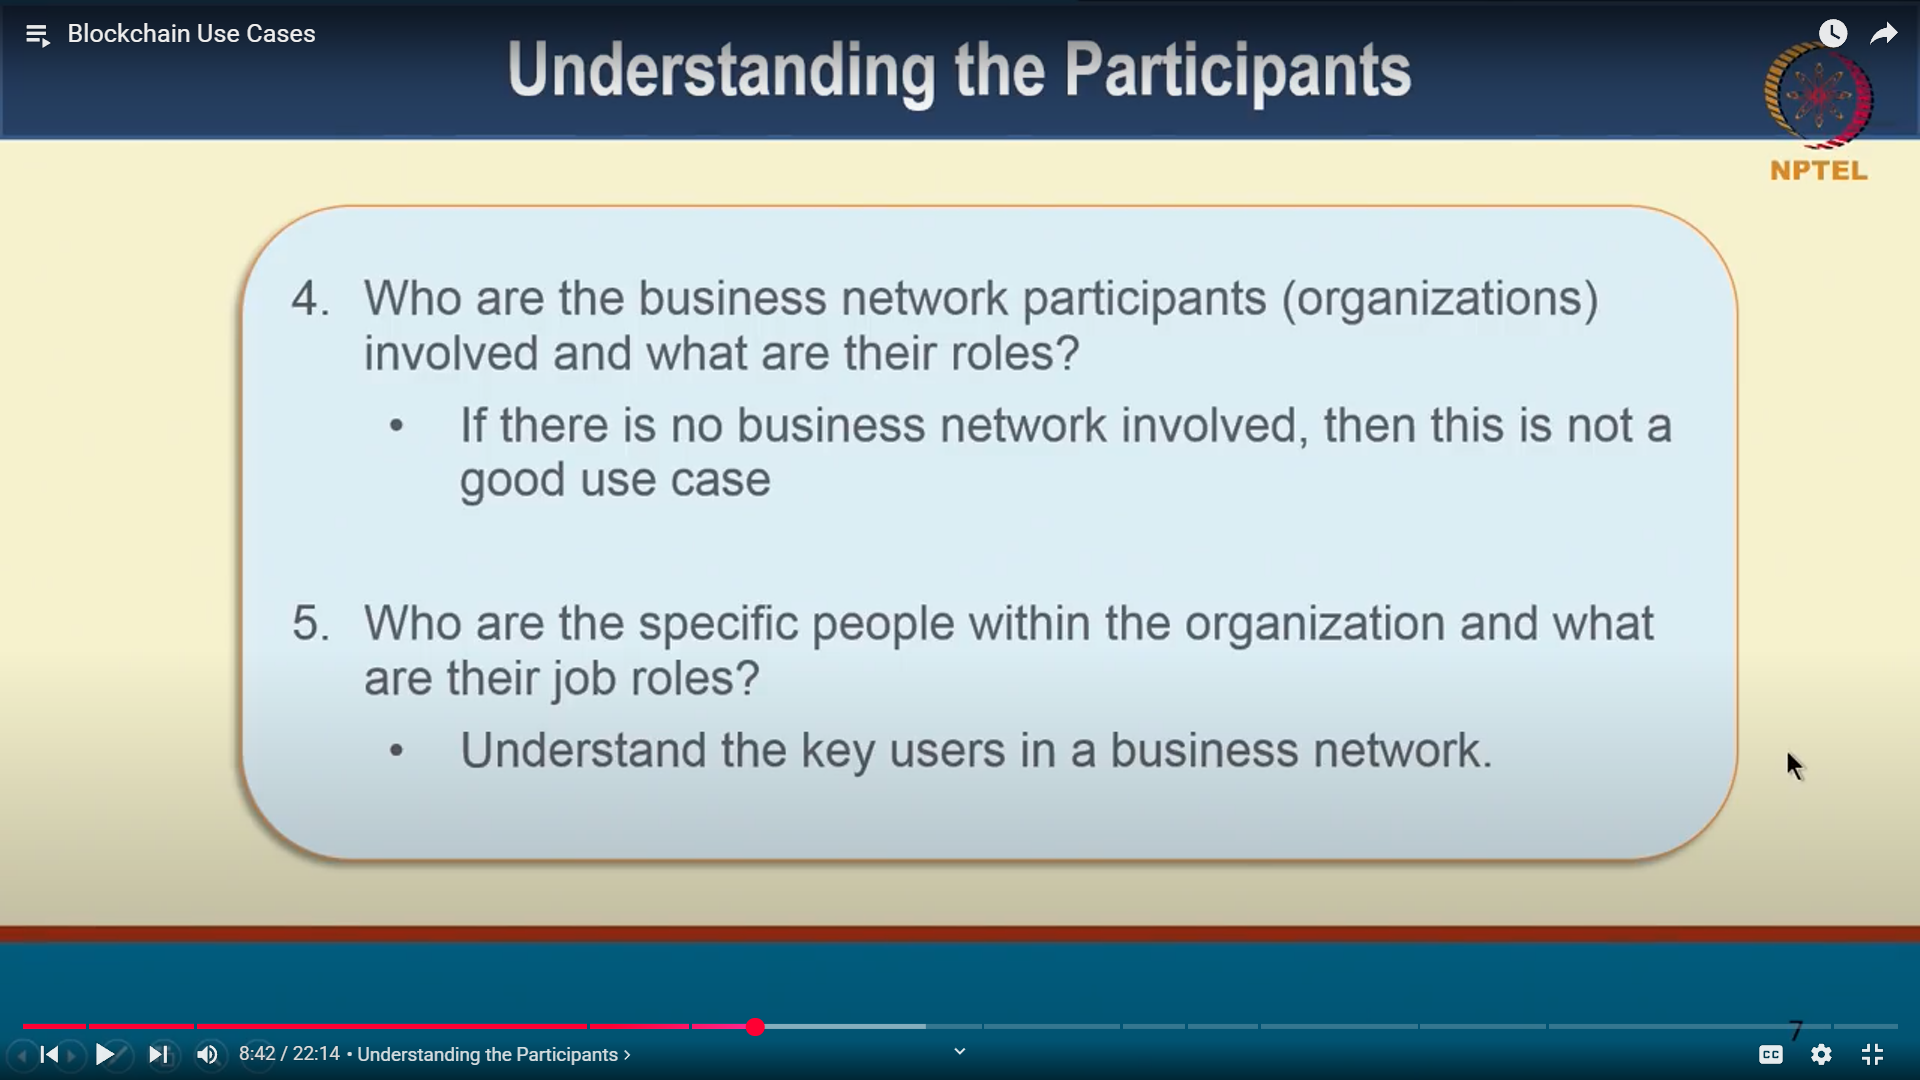 Blockchain Use Cases
Understanding the Participants
NPTEL
4. Who are the business network participants (organizations)
involved and what are their roles?
• If there is no business network involved, then this is not a
good use case
5. Who are the specific people within the organization and what
are their job roles?
• Understand the key users in a business network.
7
8:42 / 22:14 • Understanding the Participants ›
CC